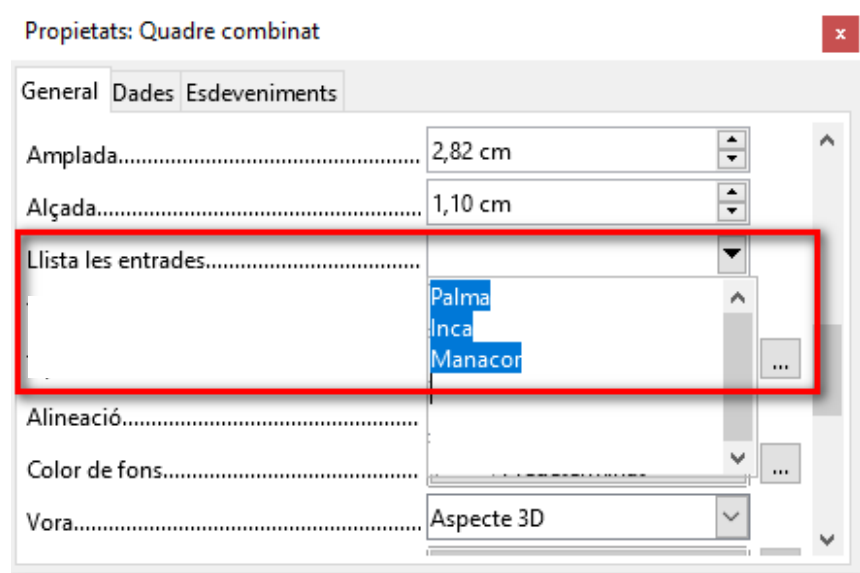 Propietats: Quadre combinat
x
General Dades Esdeveniments
Amplada.................................................... 2,82 cm
Alçada........................................................ 1,10 cm
Llista les entrades.....................................
Palma
Inca
Manacor
...
Alineació....................................................
Color de fons............................................. ...
Vora............................................................ Aspecte 3D